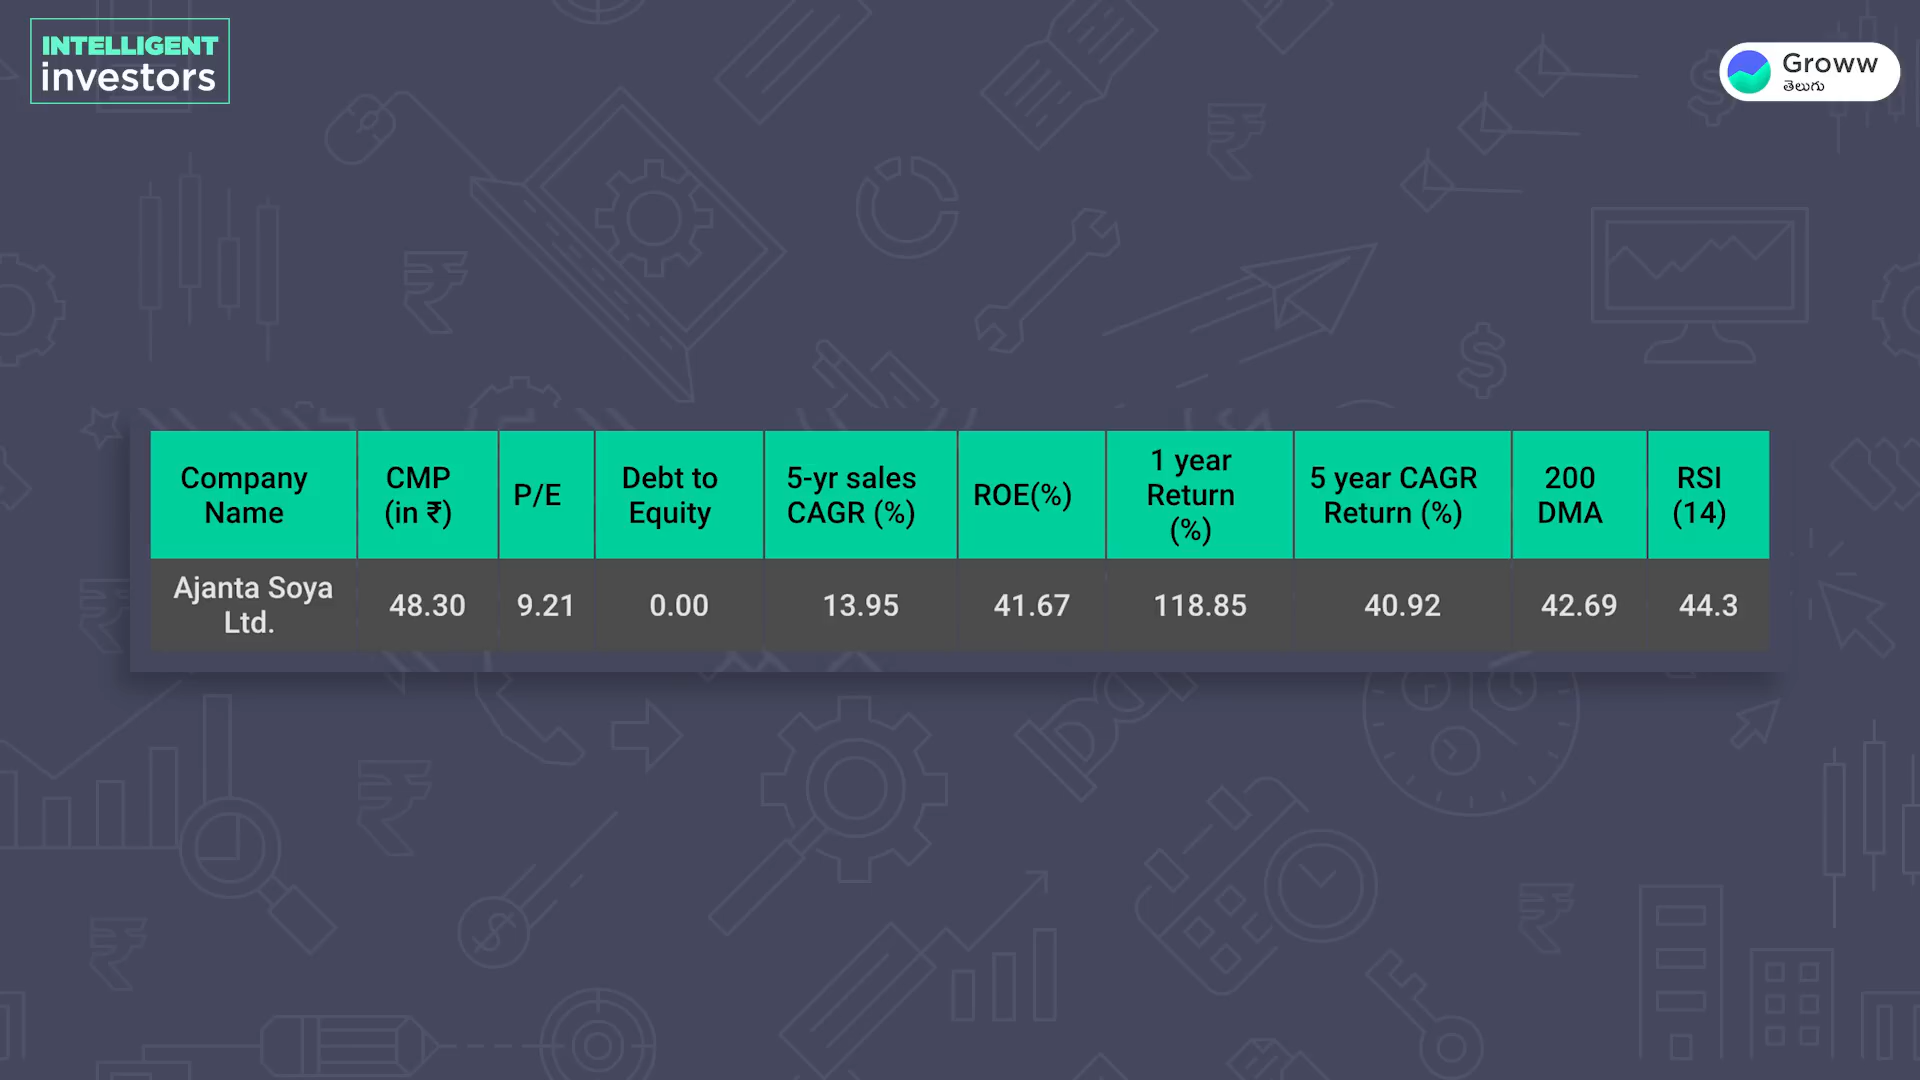 INTELLIGENT
investors
Groww
తెలుగు
Company Name
CMP (in ₹)
P/E
Debt to Equity
5-yr sales CAGR (%)
ROE(%)
1 year Return (%)
5 year CAGR Return (%)
200 DMA
RSI (14)
Ajanta Soya Ltd.
48.30
9.21
0.00
13.95
41.67
118.85
40.92
42.69
44.3